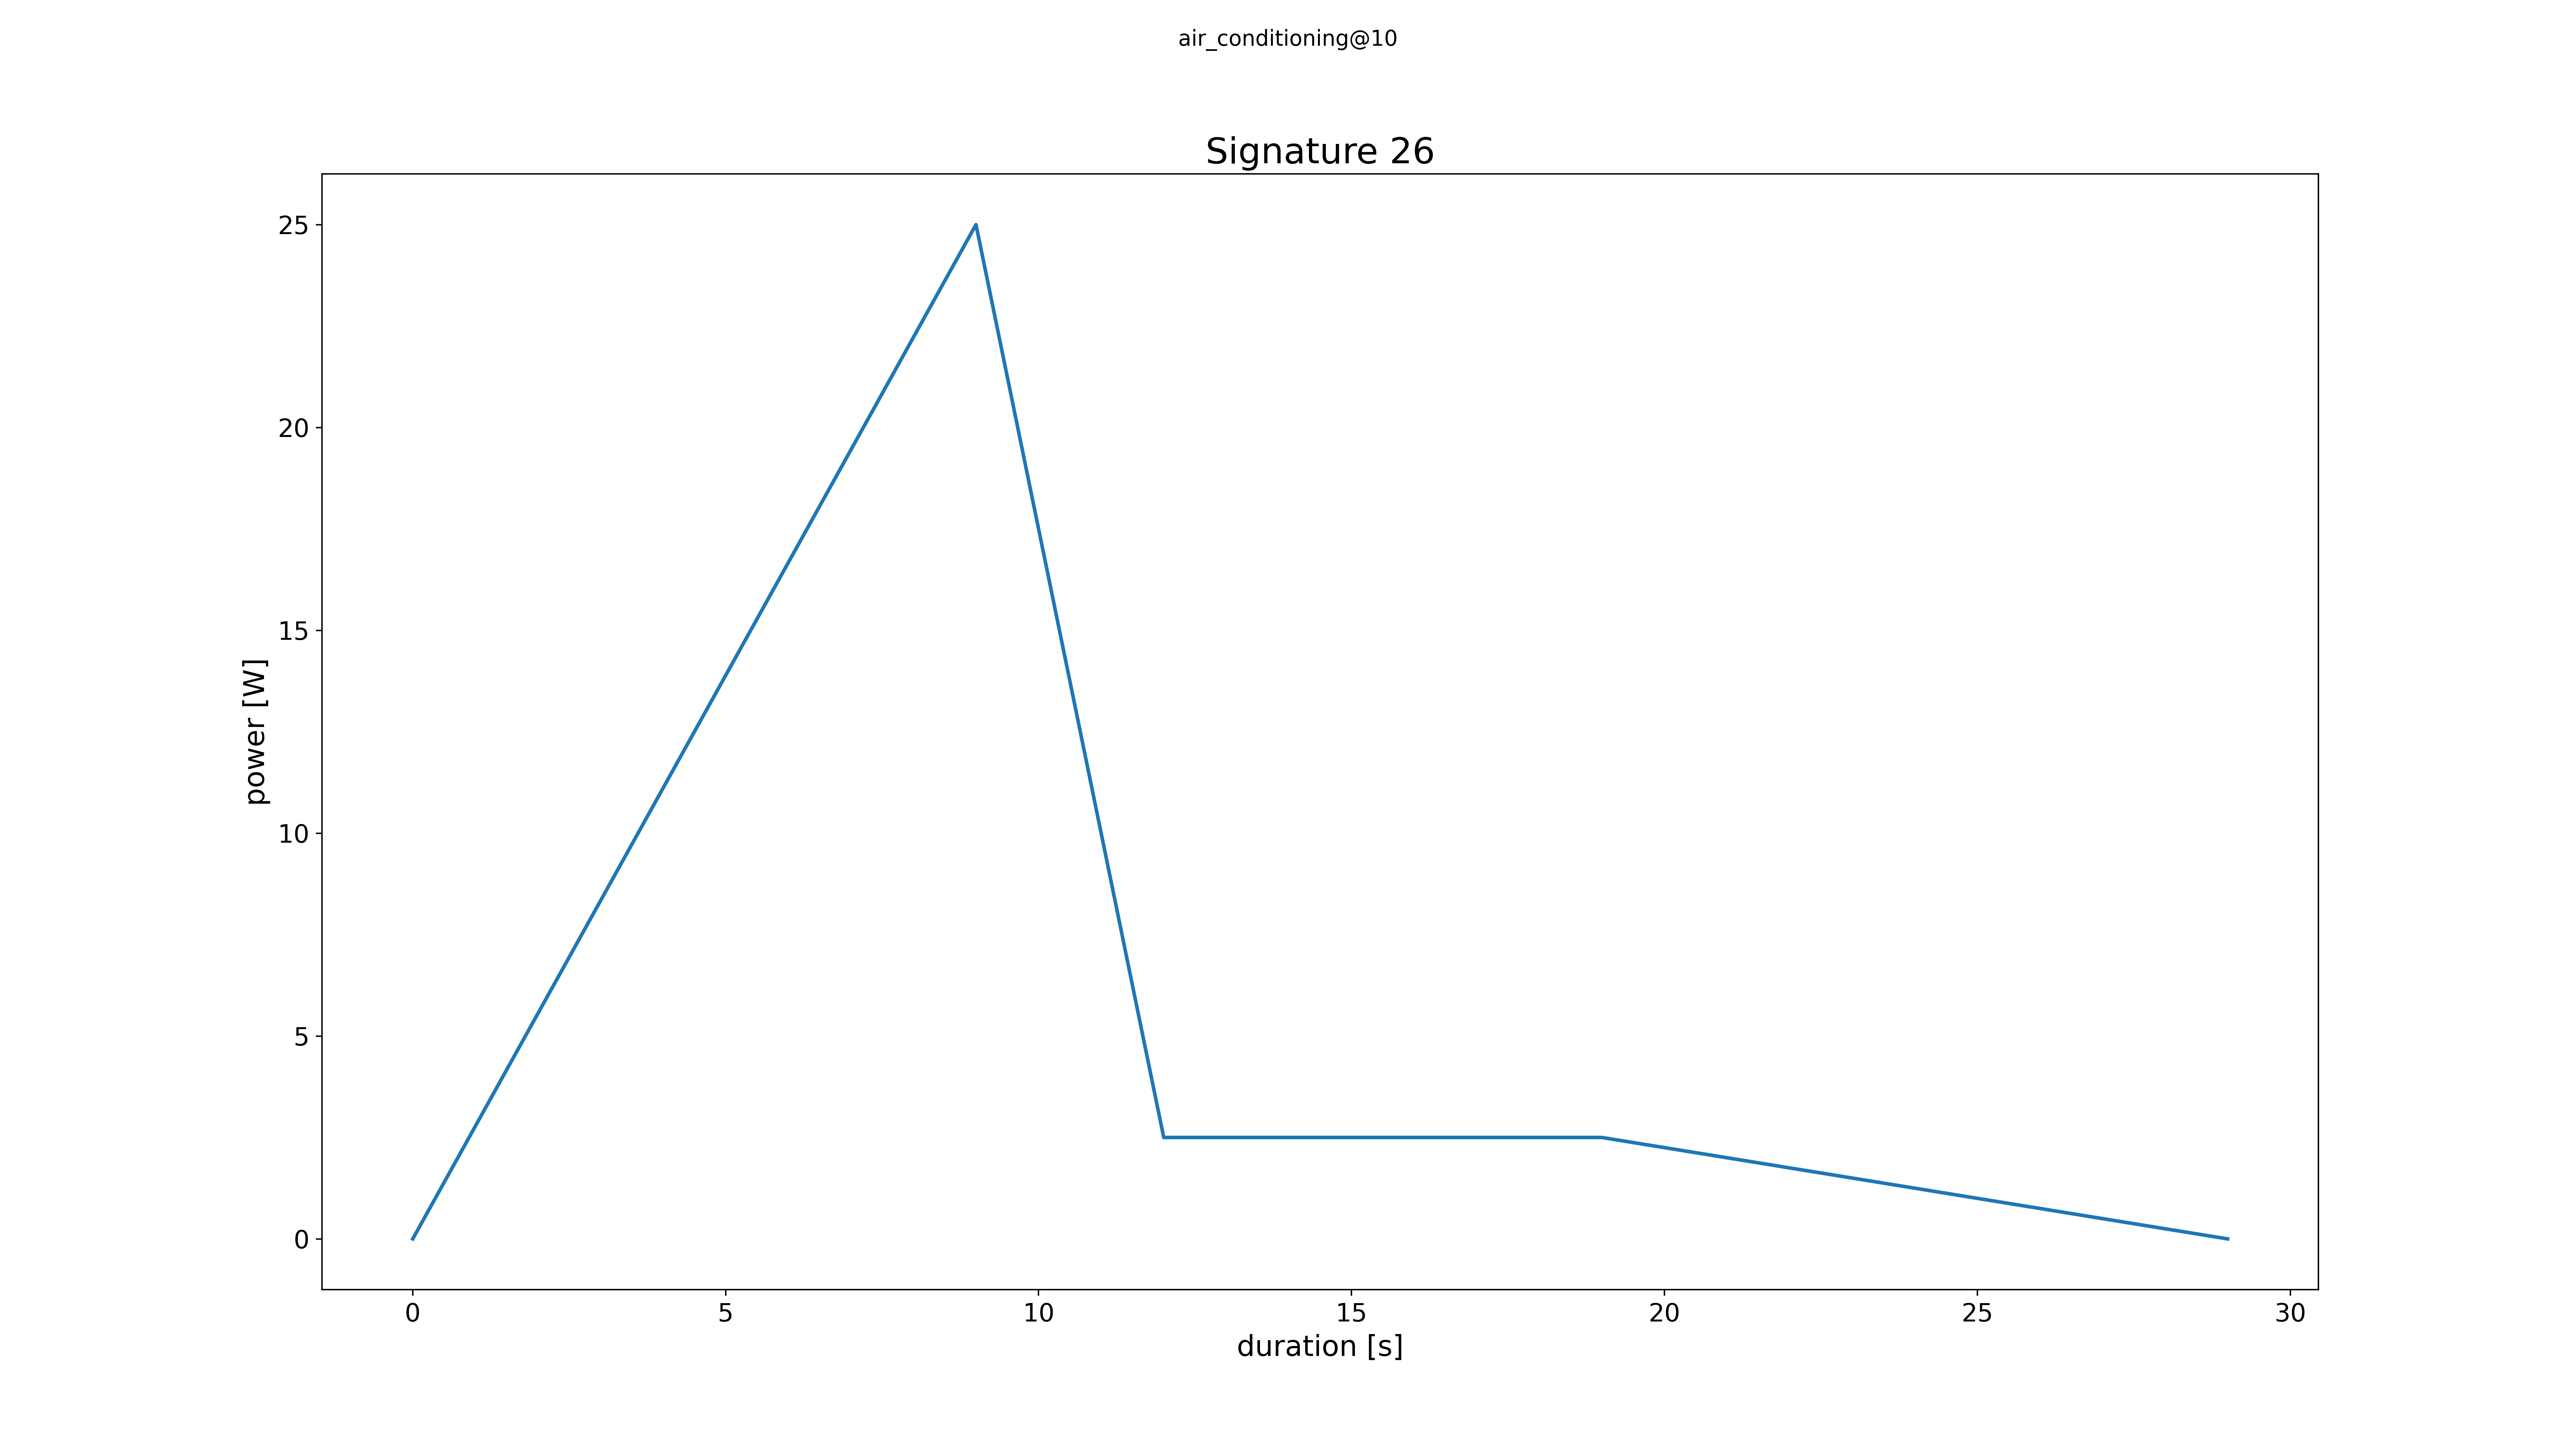 air_conditioning@10
Signature 26
25
20
15
10
5
0
power [W]
0 5 10 15 20 25 30
duration [s]